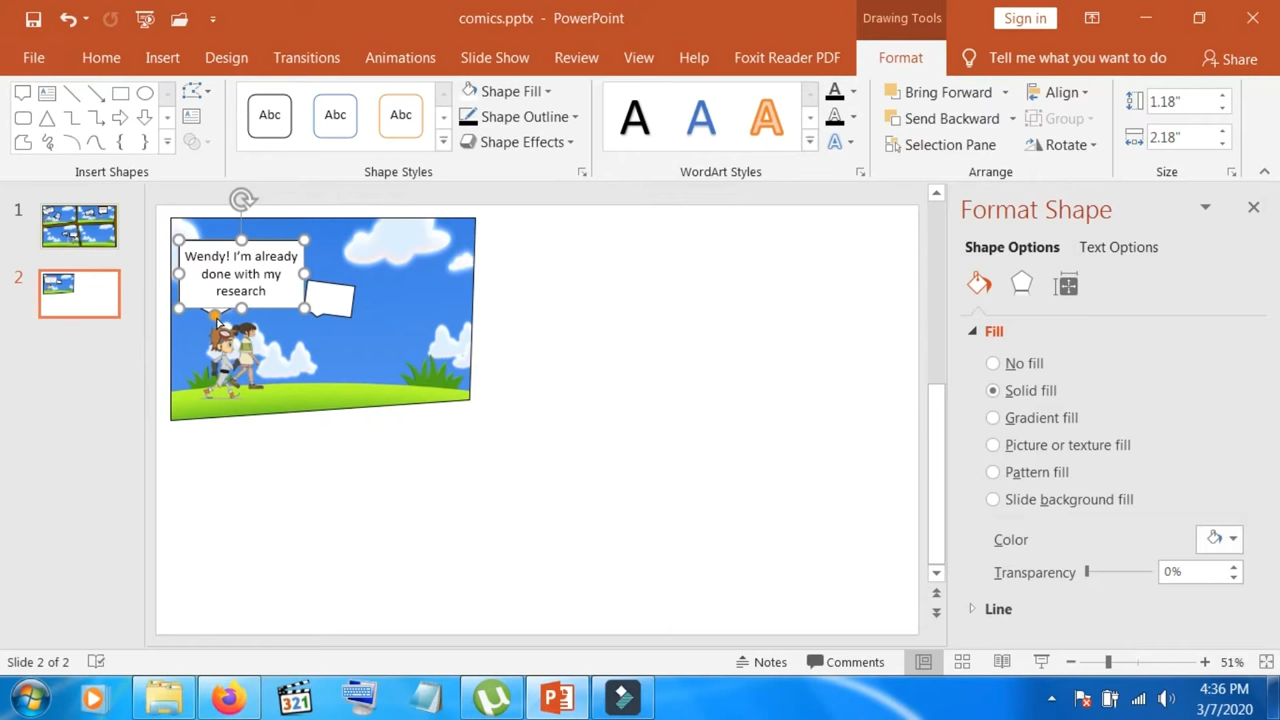 comics.pptx - PowerPoint
Drawing Tools
Sign in
File
Home
Insert
Design
Transitions
Animations
Slide Show
Review
View
Help
Foxit Reader PDF
Format
Tell me what you want to do
Share
Abc
Abc
Abc
Shape Fill
Shape Outline
Shape Effects
A
A
A
Bring Forward
Send Backward
Selection Pane
Align
Group
Rotate
1.18"
2.18"
Insert Shapes
Shape Styles
WordArt Styles
Arrange
Size
1
2
Wendy! I'm already
done with my
research
Format Shape
Shape Options
Text Options
Fill
No fill
Solid fill
Gradient fill
Picture or texture fill
Pattern fill
Slide background fill
Color
Transparency
0%
Line
Slide 2 of 2
Notes
Comments
51%
321
4:36 PM
3/7/2020